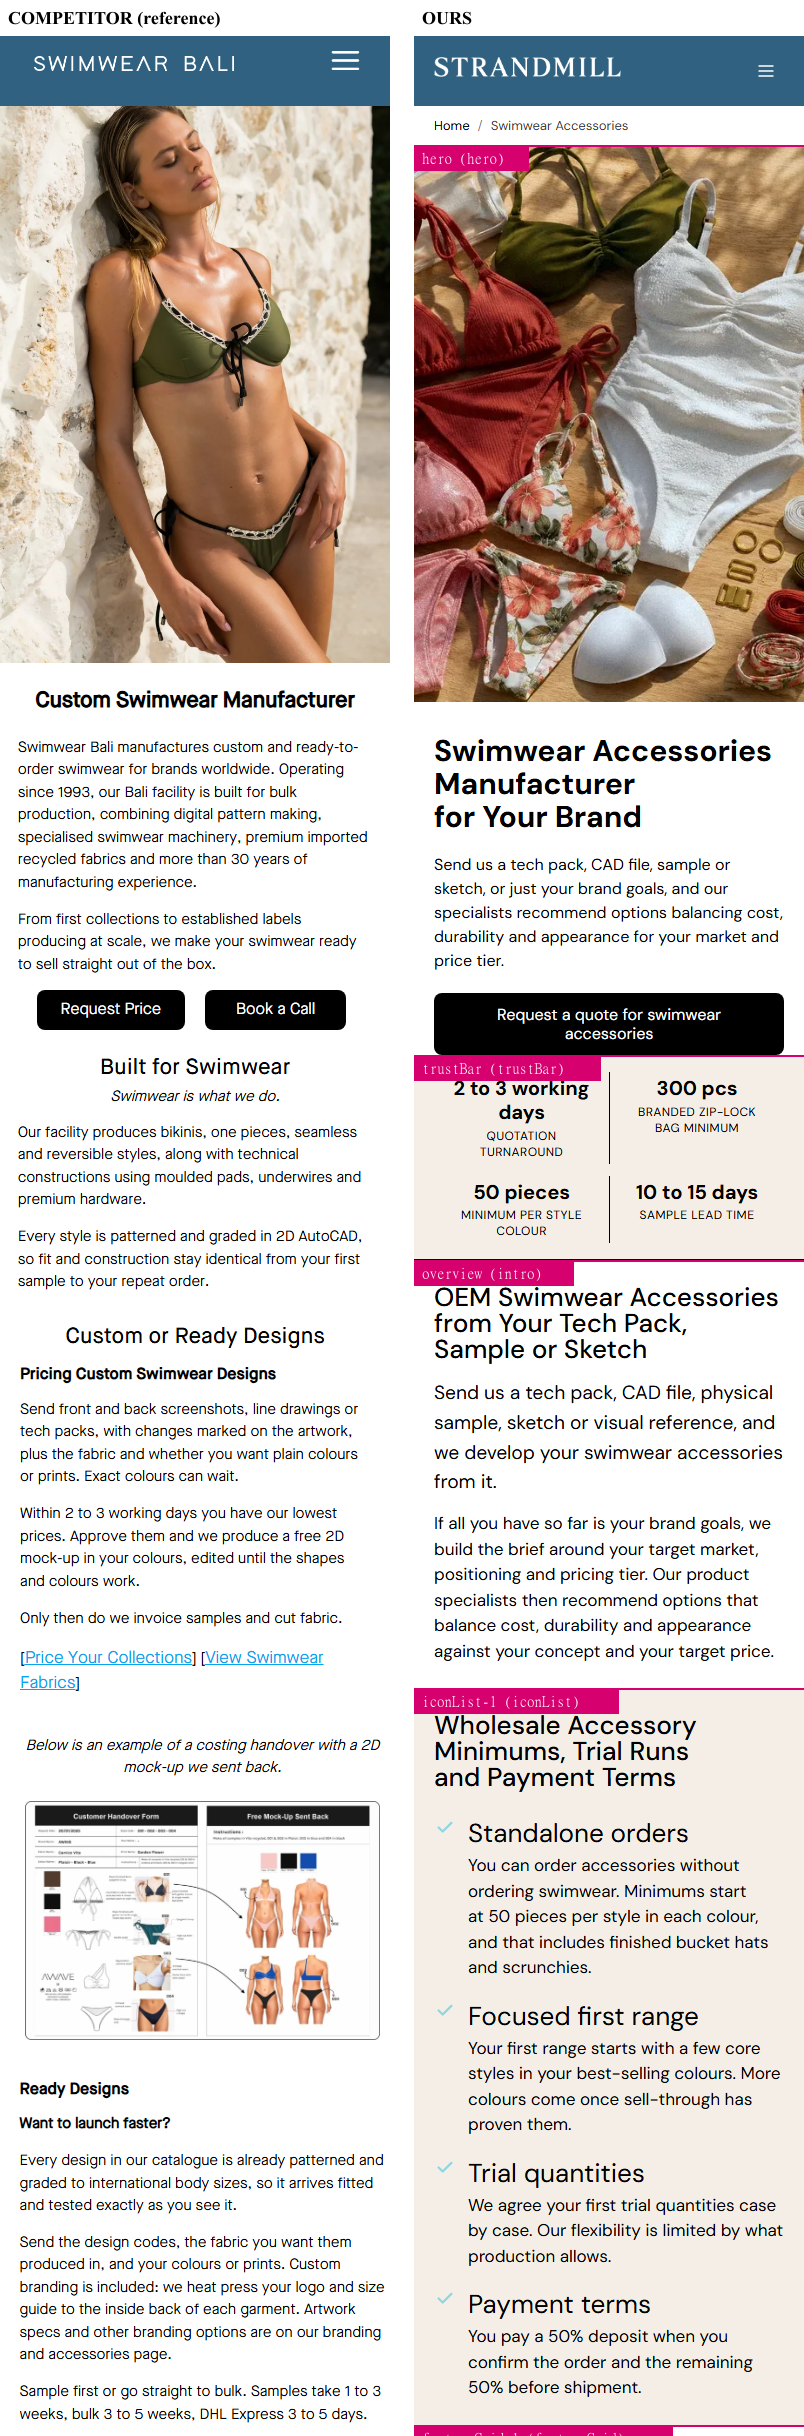 COMPETITOR (reference)
SWIMWEAR BALI
Custom Swimwear Manufacturer
Swimwear Bali manufactures custom and ready-to-
order swimwear for brands worldwide. Operating
since 1993, our Bali facility is built for bulk
production, combining digital pattern making,
specialised swimwear machinery, premium imported
recycled fabrics and more than 30 years of
manufacturing experience.
From first collections to established labels
producing at scale, we make your swimwear ready
to sell straight out of the box.
Request Price
Book a Call
Built for Swimwear
Swimwear is what we do.
Our facility produces bikinis, one pieces, seamless
and reversible styles, along with technical
constructions using moulded pads, underwires and
premium hardware.
Every style is patterned and graded in 2D AutoCAD,
so fit and construction stay identical from your first
sample to your repeat order.
Custom or Ready Designs
Pricing Custom Swimwear Designs
Send front and back screenshots, line drawings or
tech packs, with changes marked on the artwork,
plus the fabric and whether you want plain colours
or prints. Exact colours can wait.
Within 2 to 3 working days you have our lowest
prices. Approve them and we produce a free 2D
mock-up in your colours, edited until the shapes
and colours work.
Only then do we invoice samples and cut fabric.
[Price Your Collections] [View Swimwear
Fabrics]
Below is an example of a costing handover with a 2D
mock-up we sent back.
Customer Handover Form
Free Mock-Up Sent Back
Instructions :
AWAVE
Ready Designs
Want to launch faster?
Every design in our catalogue is already patterned and
graded to international body sizes, so it arrives fitted
and tested exactly as you see it.
Send the design codes, the fabric you want them
produced in, and your colours or prints. Custom
branding is included: we heat press your logo and size
guide to the inside back of each garment. Artwork
specs and other branding options are on our branding
and accessories page.
Sample first or go straight to bulk. Samples take 1 to 3
weeks, bulk 3 to 5 weeks, DHL Express 3 to 5 days.
OURS
STRANDMILL
Home / Swimwear Accessories
hero (hero)
Swimwear Accessories
Manufacturer
for Your Brand
Send us a tech pack, CAD file, sample or
sketch, or just your brand goals, and our
specialists recommend options balancing cost,
durability and appearance for your market and
price tier.
Request a quote for swimwear
accessories
trustBar (trustBar)
2 to 3 working
days
QUOTATION
TURNAROUND
300 pcs
BRANDED ZIP-LOCK
BAG MINIMUM
50 pieces
MINIMUM PER STYLE
COLOUR
10 to 15 days
SAMPLE LEAD TIME
overview (intro)
OEM Swimwear Accessories
from Your Tech Pack,
Sample or Sketch
Send us a tech pack, CAD file, physical
sample, sketch or visual reference, and
we develop your swimwear accessories
from it.
If all you have so far is your brand goals, we
build the brief around your target market,
positioning and pricing tier. Our product
specialists then recommend options that
balance cost, durability and appearance
against your concept and your target price.
iconList-1 (iconList)
Wholesale Accessory
Minimums, Trial Runs
and Payment Terms
Standalone orders
You can order accessories without
ordering swimwear. Minimums start
at 50 pieces per style in each colour,
and that includes finished bucket hats
and scrunchies.
Focused first range
Your first range starts with a few core
styles in your best-selling colours. More
colours come once sell-through has
proven them.
Trial quantities
We agree your first trial quantities case
by case. Our flexibility is limited by what
production allows.
Payment terms
You pay a 50% deposit when you
confirm the order and the remaining
50% before shipment.